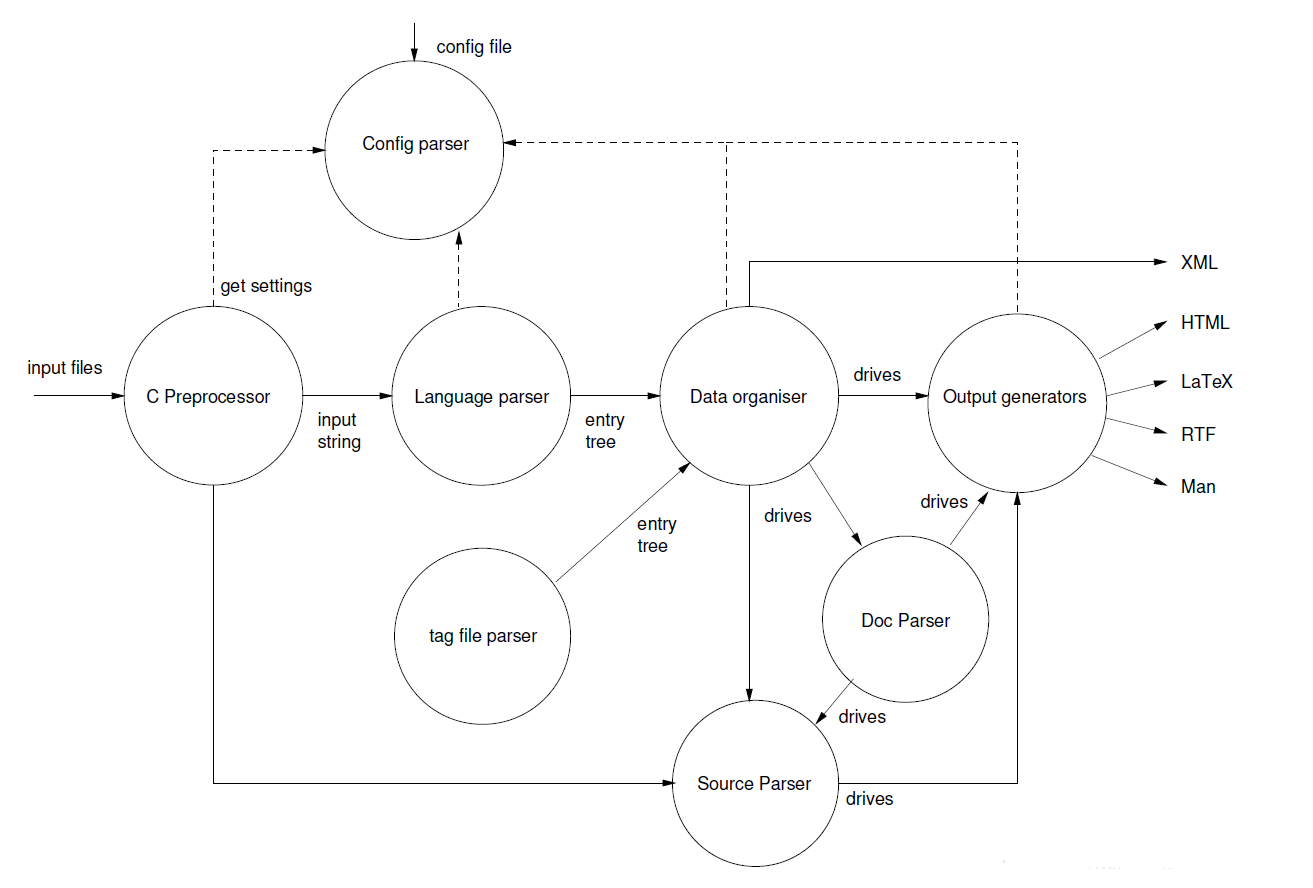 config file
Config parser
get settings
XML
HTML
input files
C Preprocessor
input
string
Language parser
entry
tree
Data organiser
drives
Output generators
LaTeX
RTF
Man
entry
tree
drives
drives
tag file parser
Doc Parser
drives
Source Parser
drives